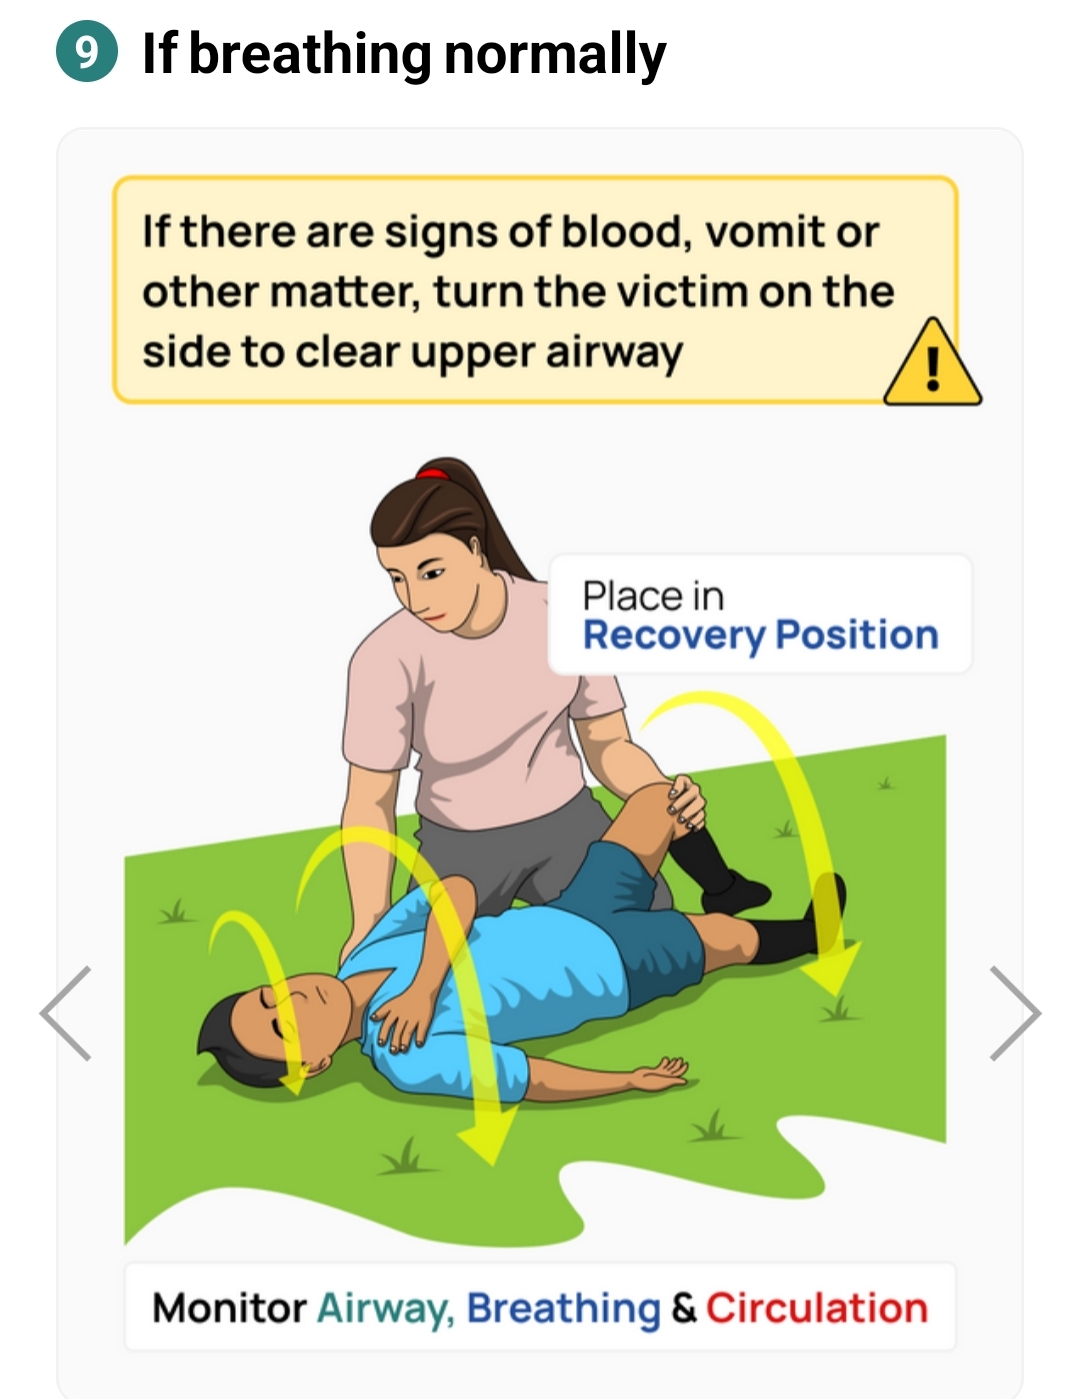 9 If breathing normally
If there are signs of blood, vomit or
other matter, turn the victim on the
side to clear upper airway
!
Place in
Recovery Position
Monitor Airway, Breathing & Circulation